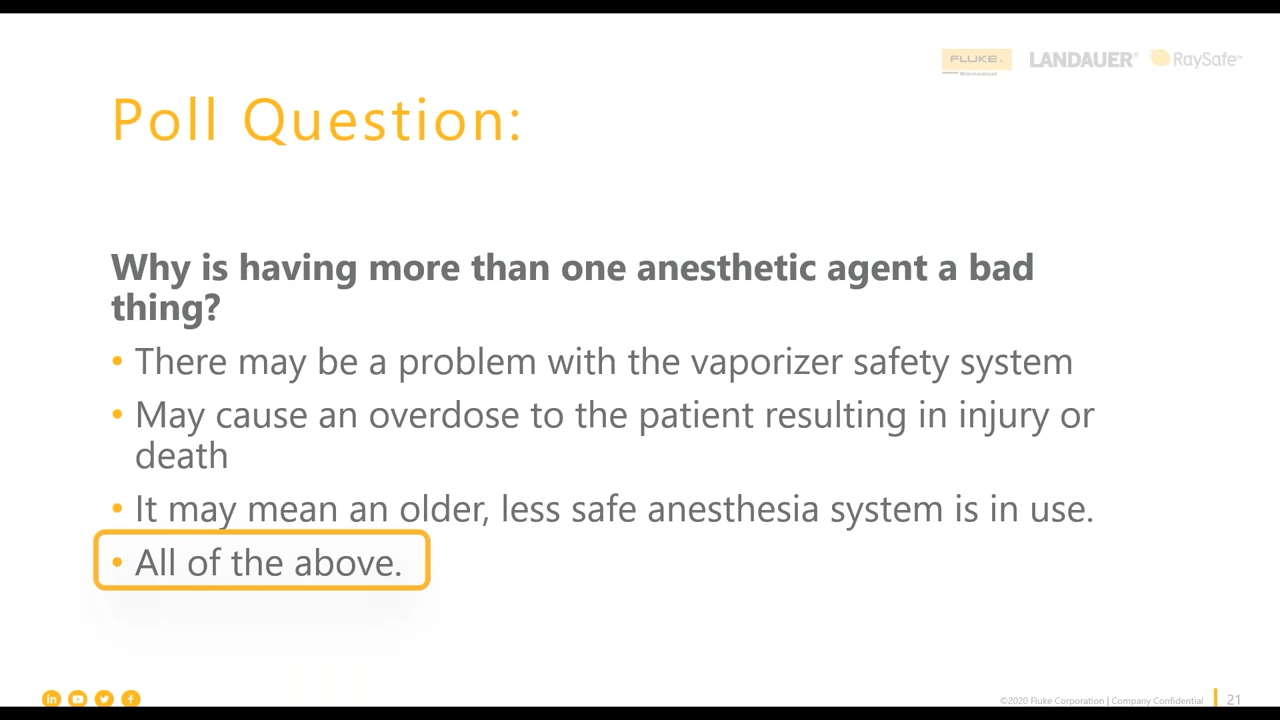 FLUKE
Biomedical
LANDAUER®
RaySafe™
Poll Question:
Why is having more than one anesthetic agent a bad
thing?
• There may be a problem with the vaporizer safety system
• May cause an overdose to the patient resulting in injury or
death
• It may mean an older, less safe anesthesia system is in use.
• All of the above.
in f
©2020 Fluke Corporation | Company Confidential 21